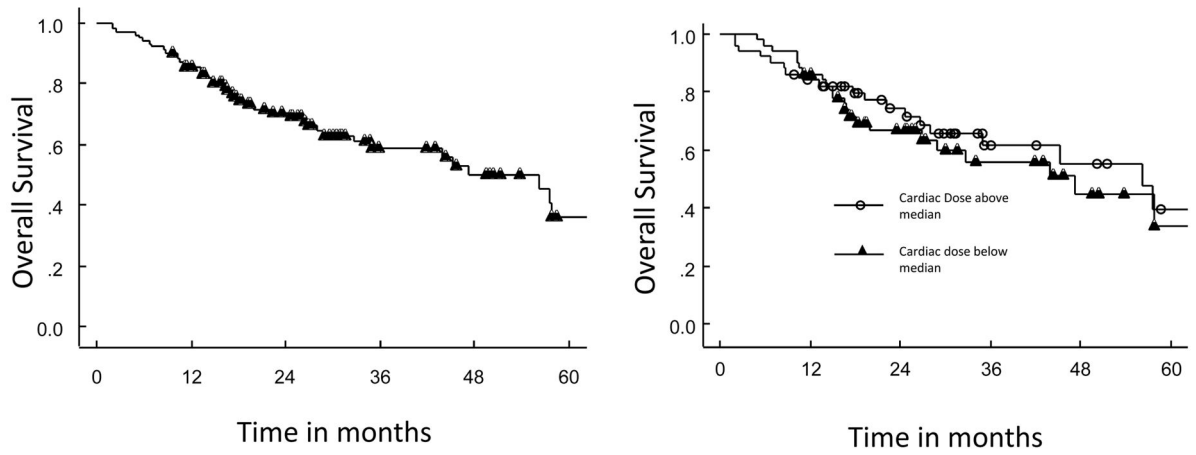 1.0
.8
.6
.4
.2
0.0
Overall Survival
0 12 24 36 48 60
Time in months
1.0
.8
.6
.4
.2
0.0
Overall Survival
Cardiac Dose above
median
Cardiac dose below
median
0 12 24 36 48 60
Time in months